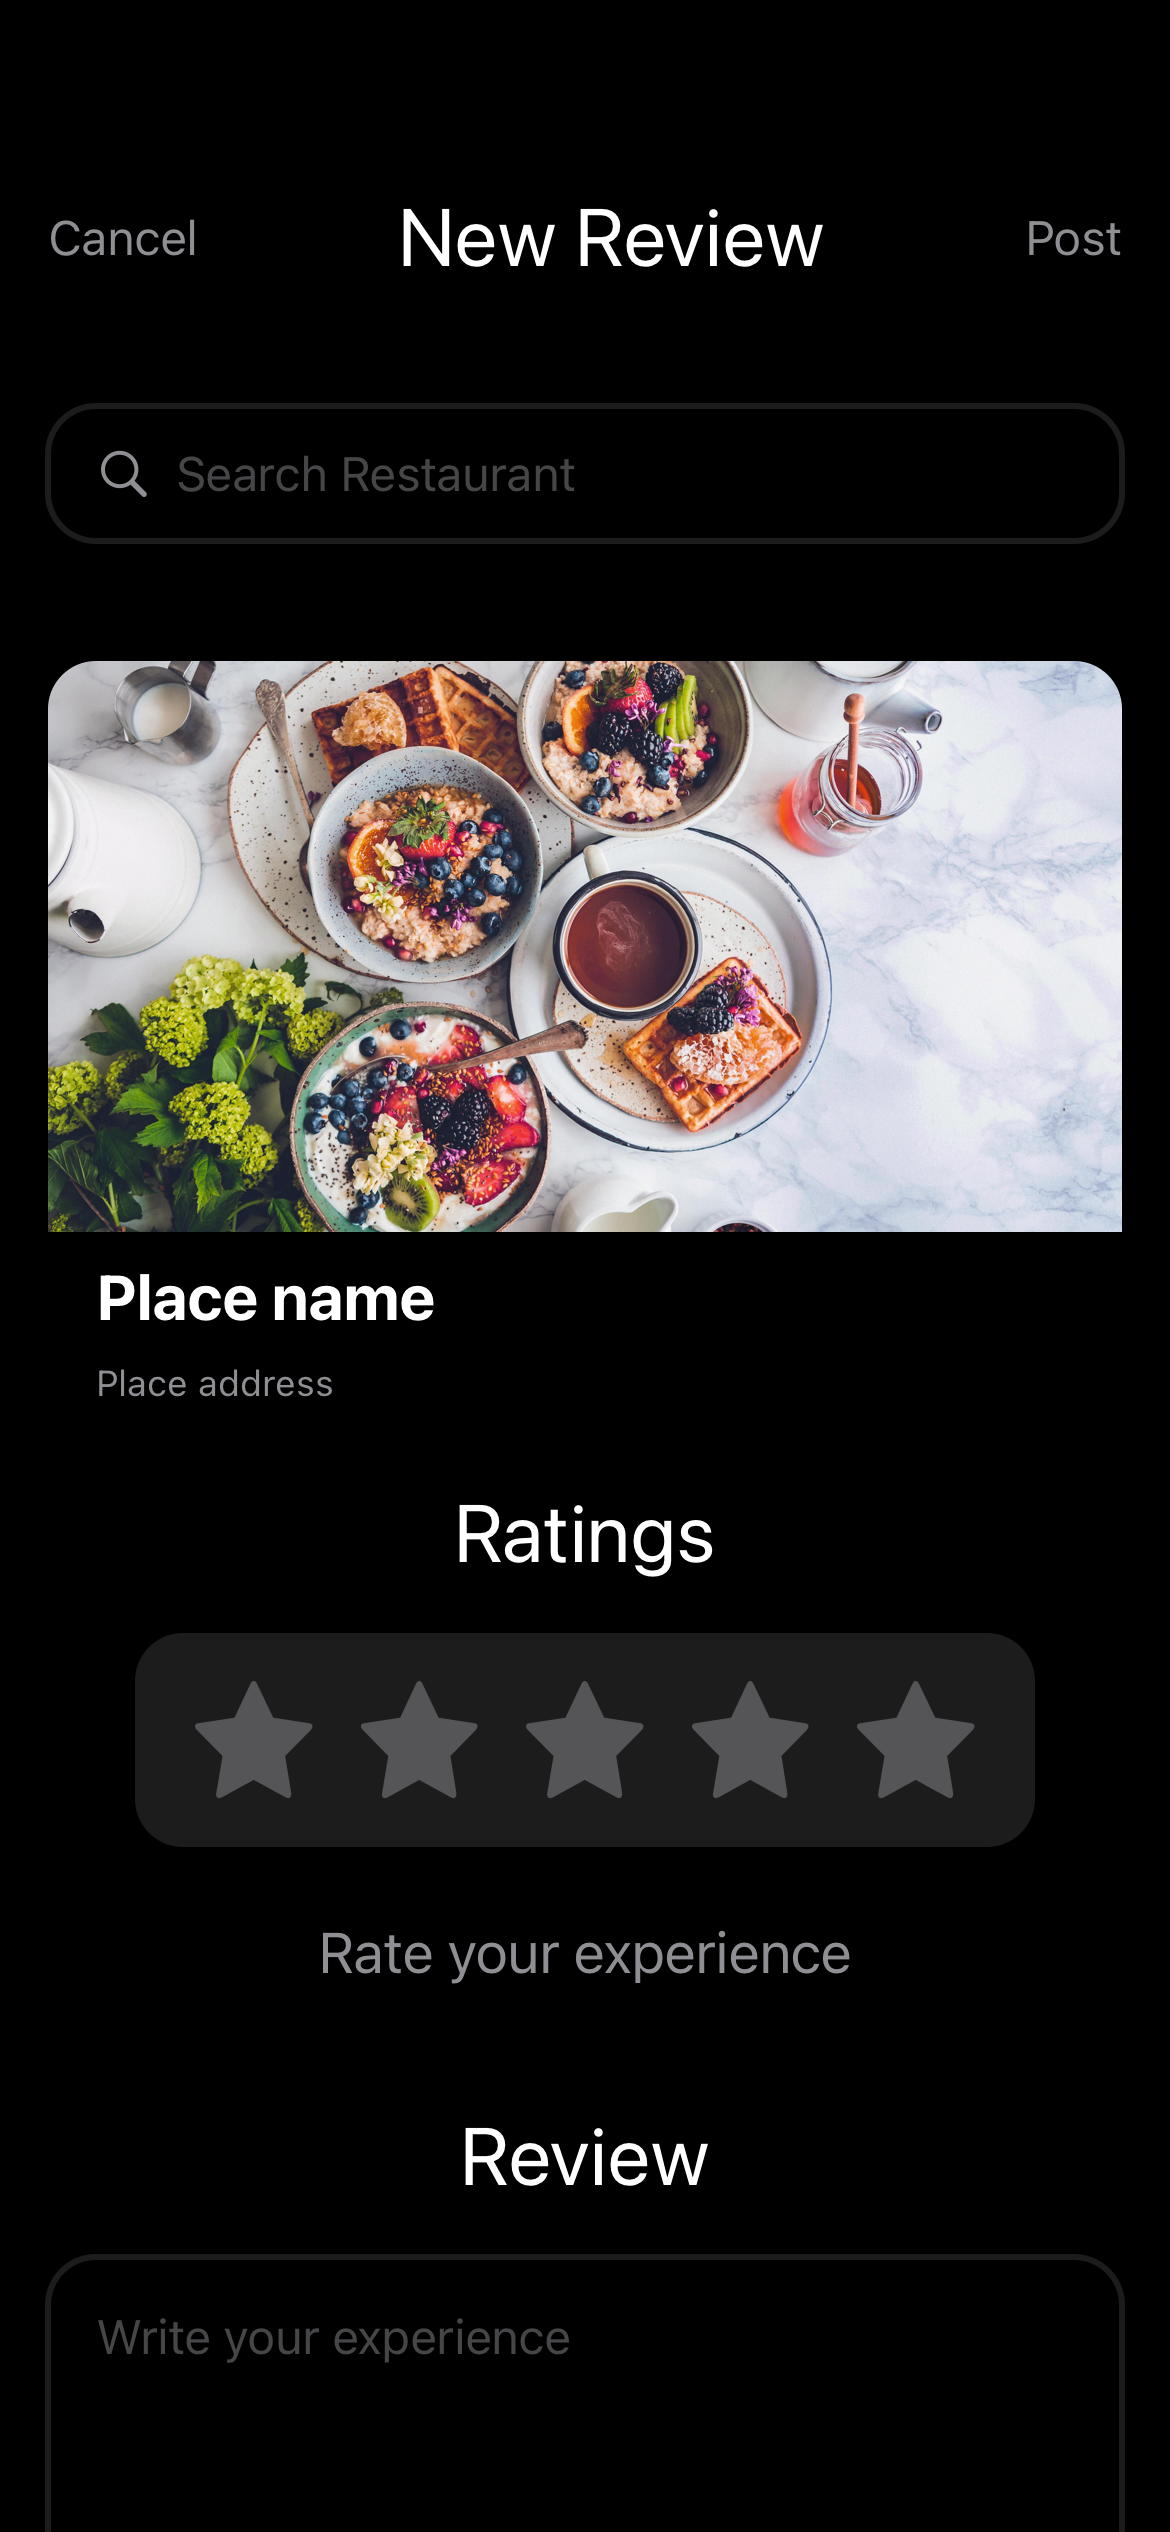 Cancel
New Review
Post
Search Restaurant
Place name
Place address
Ratings
Rate your experience
Review
Write your experience